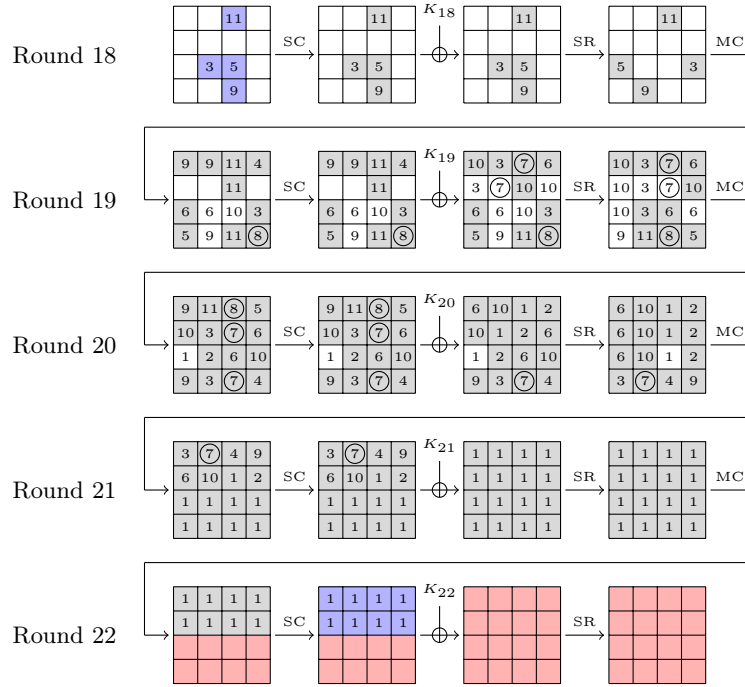 11 11 K18 11 11
Round 18 SC SR MC
3 5 3 5 3 5 5 3
9 9 9 9
9 9 11 4 9 9 11 4 K19 10 3 7 6 10 3 7 6
11 11 3 7 10 10 10 3 7 10
Round 19 SC SR MC
6 6 10 3 6 6 10 3 6 6 10 3 10 3 6 6
5 9 11 8 5 9 11 8 5 9 11 8 9 11 8 5
9 11 8 5 9 11 8 5 K20 6 10 1 2 6 10 1 2
10 3 7 6 10 3 7 6 10 1 2 6 6 10 1 2
Round 20 SC SR MC
1 2 6 10 1 2 6 10 1 2 6 10 6 10 1 2
9 3 7 4 9 3 7 4 9 3 7 4 3 7 4 9
3 7 4 9 3 7 4 9 K21 1 1 1 1 1 1 1 1
6 10 1 2 6 10 1 2 1 1 1 1 1 1 1 1
Round 21 SC SR MC
1 1 1 1 1 1 1 1 1 1 1 1 1 1 1 1
1 1 1 1 1 1 1 1 1 1 1 1 1 1 1 1
1 1 1 1 1 1 1 1 K22
1 1 1 1 1 1 1 1
Round 22 SC SR